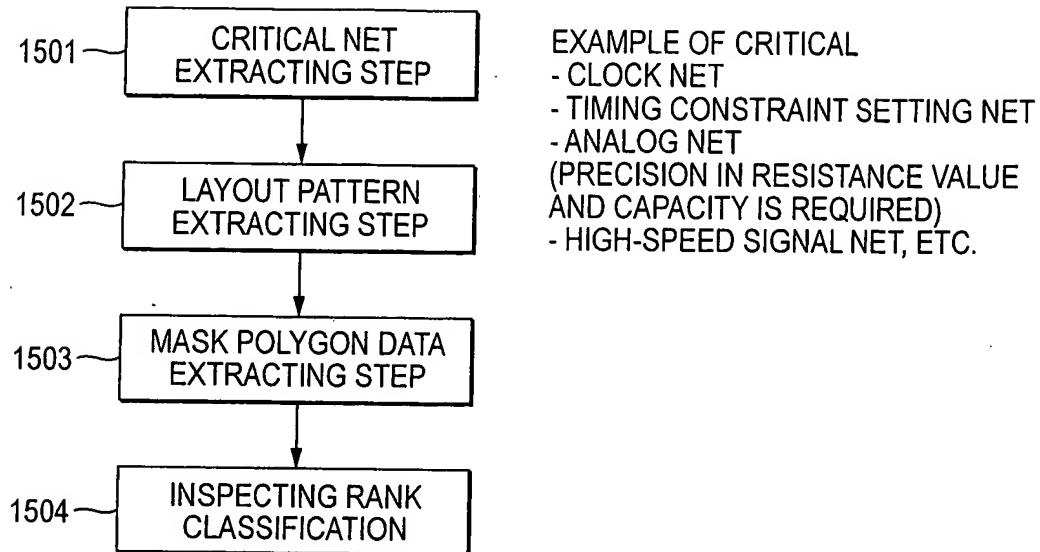 1501
CRITICAL NET
EXTRACTING STEP
EXAMPLE OF CRITICAL
- CLOCK NET
- TIMING CONSTRAINT SETTING NET
- ANALOG NET
(PRECISION IN RESISTANCE VALUE
AND CAPACITY IS REQUIRED)
- HIGH-SPEED SIGNAL NET, ETC.
1502
LAYOUT PATTERN
EXTRACTING STEP
1503
MASK POLYGON DATA
EXTRACTING STEP
1504
INSPECTING RANK
CLASSIFICATION